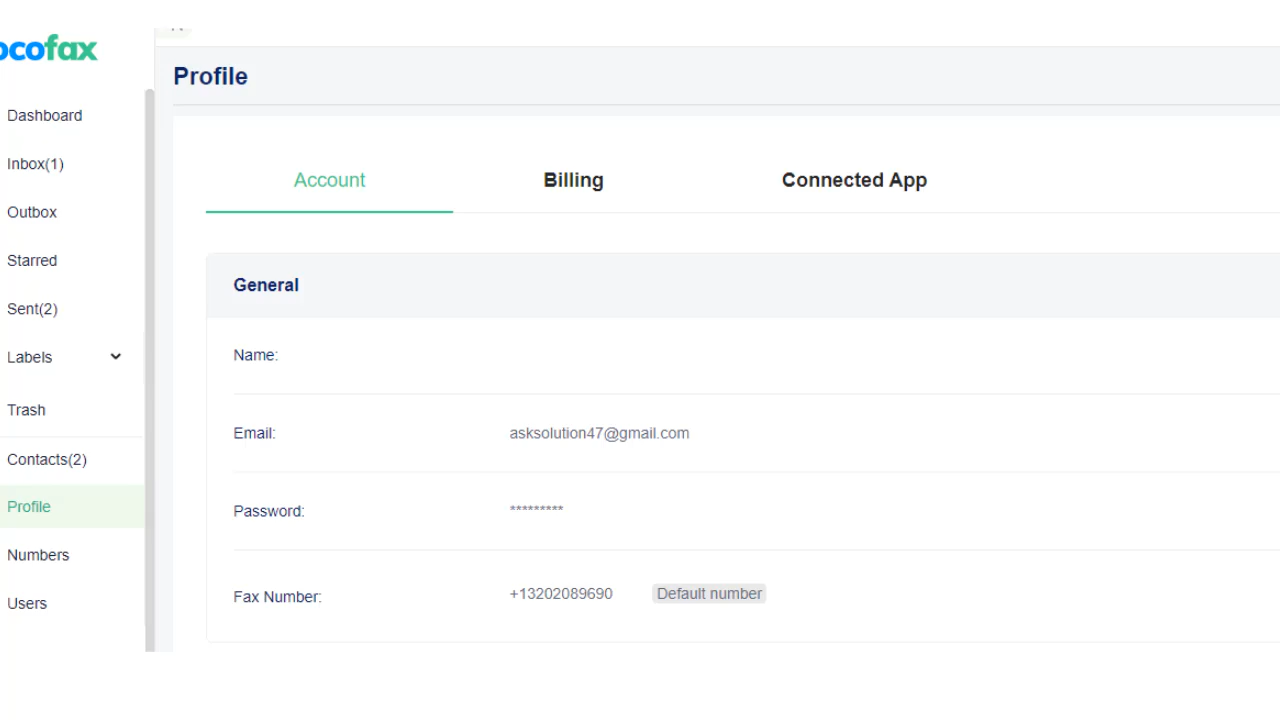 ocofax
Profile
Dashboard
Inbox(1)
Outbox
Starred
Sent(2)
Labels
Trash
Contacts(2)
Profile
Numbers
Users
Account Billing Connected App
General
Name:
Email: asksolution47@gmail.com
Password: *********
Fax Number: +13202089690 Default number